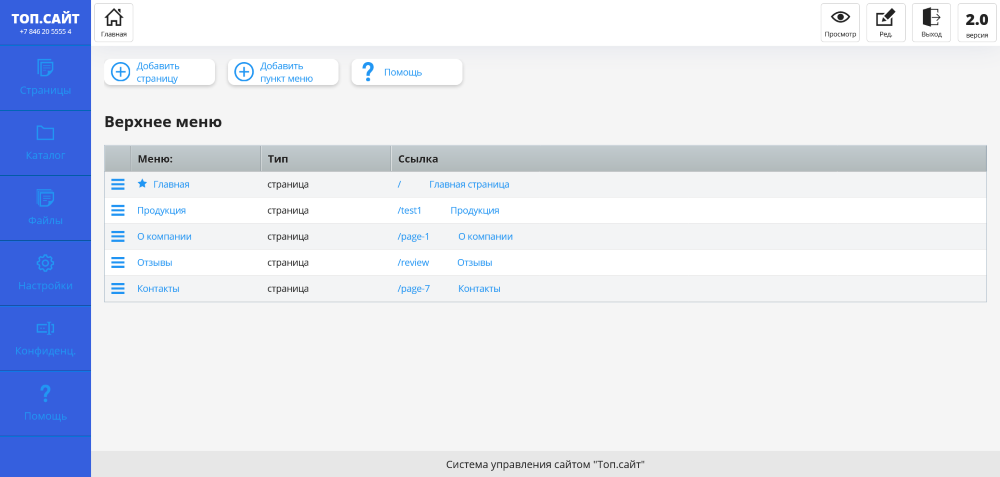 ТОП.САЙТ
+7 846 20 5555 4
Главная
Просмотр
Ред.
Выход
2.0
версия
Страницы
Каталог
Файлы
Настройки
Конфиденц.
Помощь
Добавить
страницу
Добавить
пункт меню
Помощь
Верхнее меню
Меню: Тип Ссылка
Главная страница / Главная страница
Продукция страница /test1 Продукция
О компании страница /page-1 О компании
Отзывы страница /review Отзывы
Контакты страница /page-7 Контакты
Система управления сайтом "Топ.сайт"